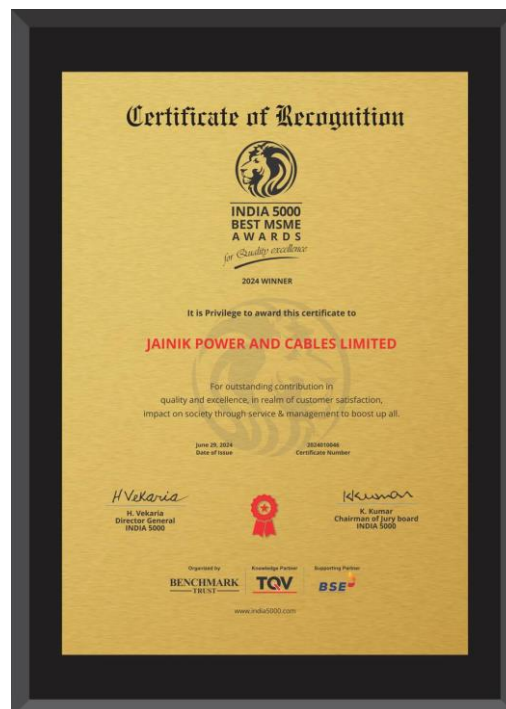 Certificate of Recognition
INDIA 5000
BEST MSME
AWARDS
for Quality excellence
2024 WINNER
It is Privilege to award this certificate to
JAINIK POWER AND CABLES LIMITED
For outstanding contribution in
quality and excellence, in realm of customer satisfaction,
impact on society through service & management to boost up all.
June 29, 2024
Date of Issue
2024010046
Certificate Number
H Vekaria
H. Vekaria
Director General
INDIA 5000
KKumar
K. Kumar
Chairman of Jury board
INDIA 5000
Organized by
BENCHMARK
TRUST
Knowledge Partner
TQV
Supporting Partner
BSE
www.india5000.com